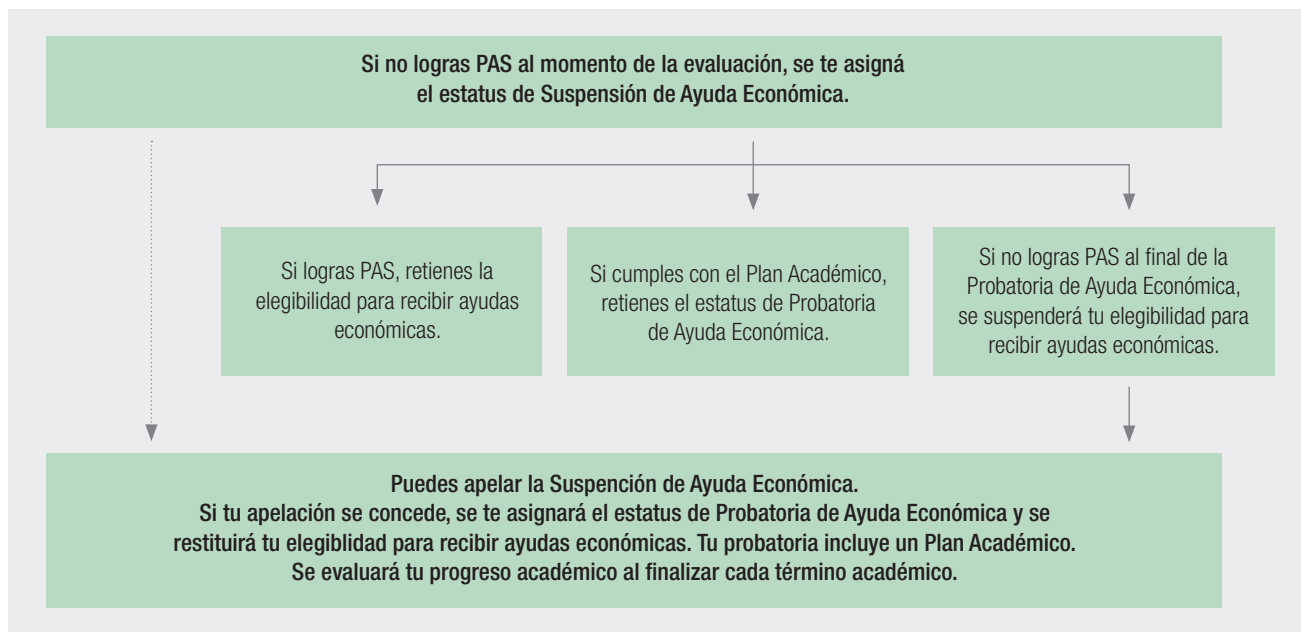 Si no logras PAS al momento de la evaluación, se te asigná
el estatus de Suspensión de Ayuda Económica.
Si logras PAS, retienes la
elegibilidad para recibir ayudas
económicas.
Si cumples con el Plan Académico,
retienes el estatus de Probatoria
de Ayuda Económica.
Si no logras PAS al final de la
Probatoria de Ayuda Económica,
se suspenderá tu elegibilidad para
recibir ayudas económicas.
Puedes apelar la Suspención de Ayuda Económica.
Si tu apelación se concede, se te asignará el estatus de Probatoria de Ayuda Económica y se
restituirá tu elegiblidad para recibir ayudas económicas. Tu probatoria incluye un Plan Académico.
Se evaluará tu progreso académico al finalizar cada término académico.